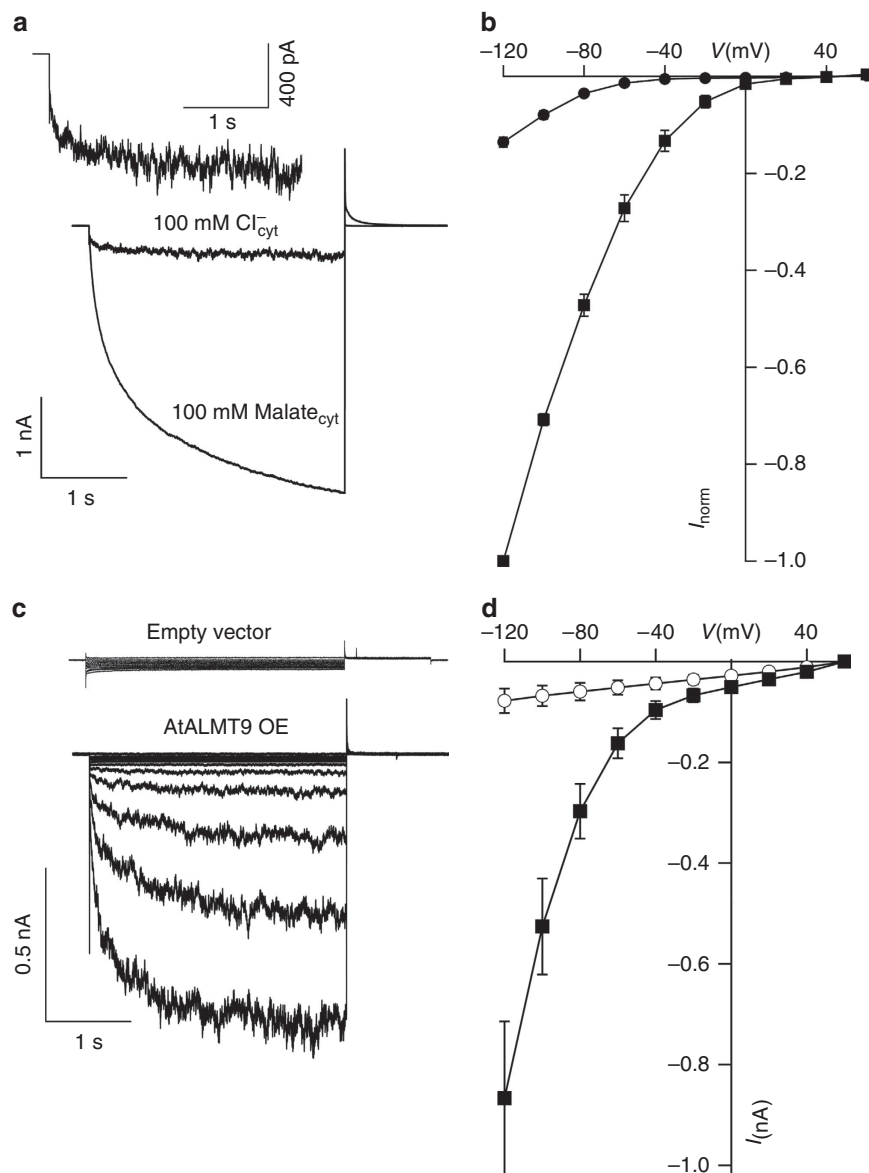 a
400 pA
1 s
100 mM Cl⁻cyt
100 mM Malatecyt
1 nA
1 s
b
V(mV)
−120 −80 −40 40
−0.2
−0.4
−0.6
−0.8
−1.0
Inorm
c
Empty vector
AtALMT9 OE
0.5 nA
1 s
d
V(mV)
−120 −80 −40 40
−0.2
−0.4
−0.6
−0.8
−1.0
I(nA)